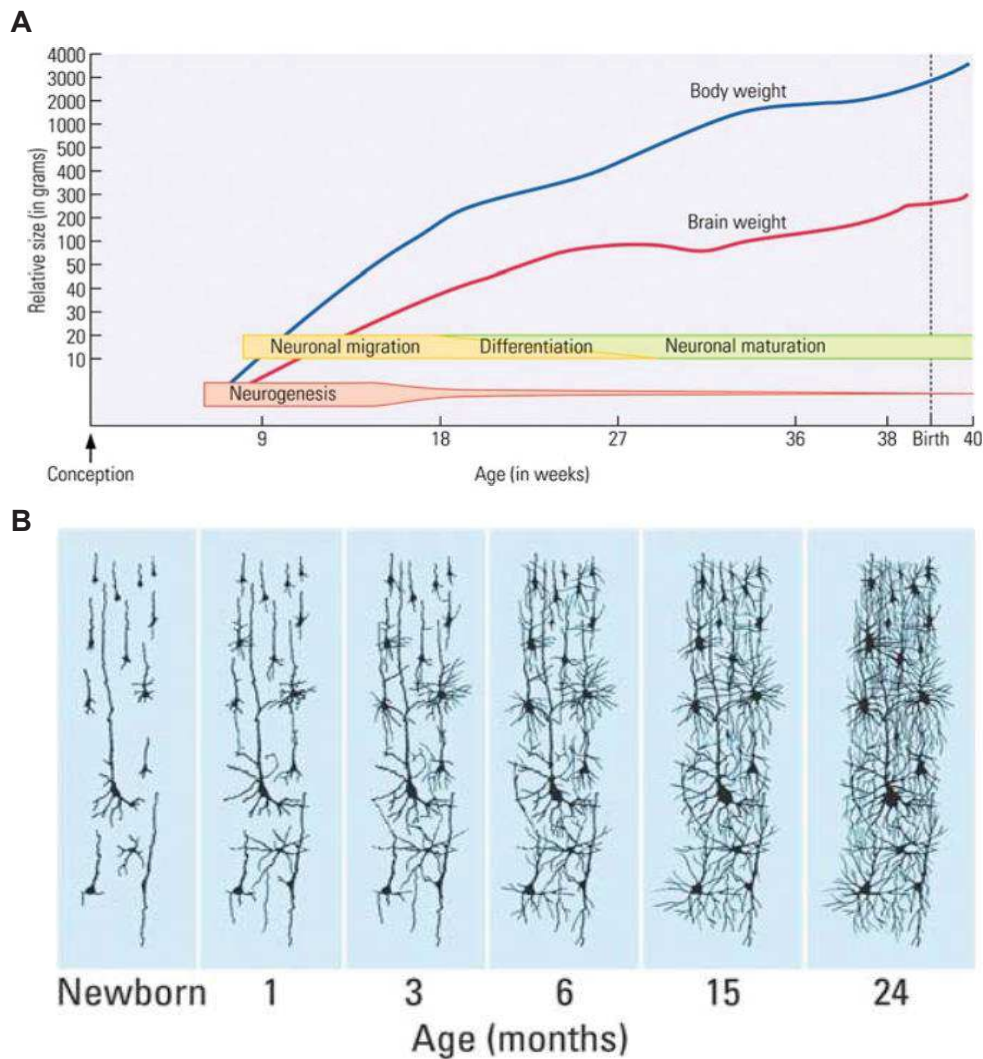 A
4000
3000
2000
1000
500
400
300
200
100
50
40
30
20
10
Relative size (in grams)
Body weight
Brain weight
Neuronal migration
Differentiation
Neuronal maturation
Neurogenesis
9
18
27
36
38
Birth
40
Conception
Age (in weeks)
B
Newborn
1
3
6
15
24
Age (months)